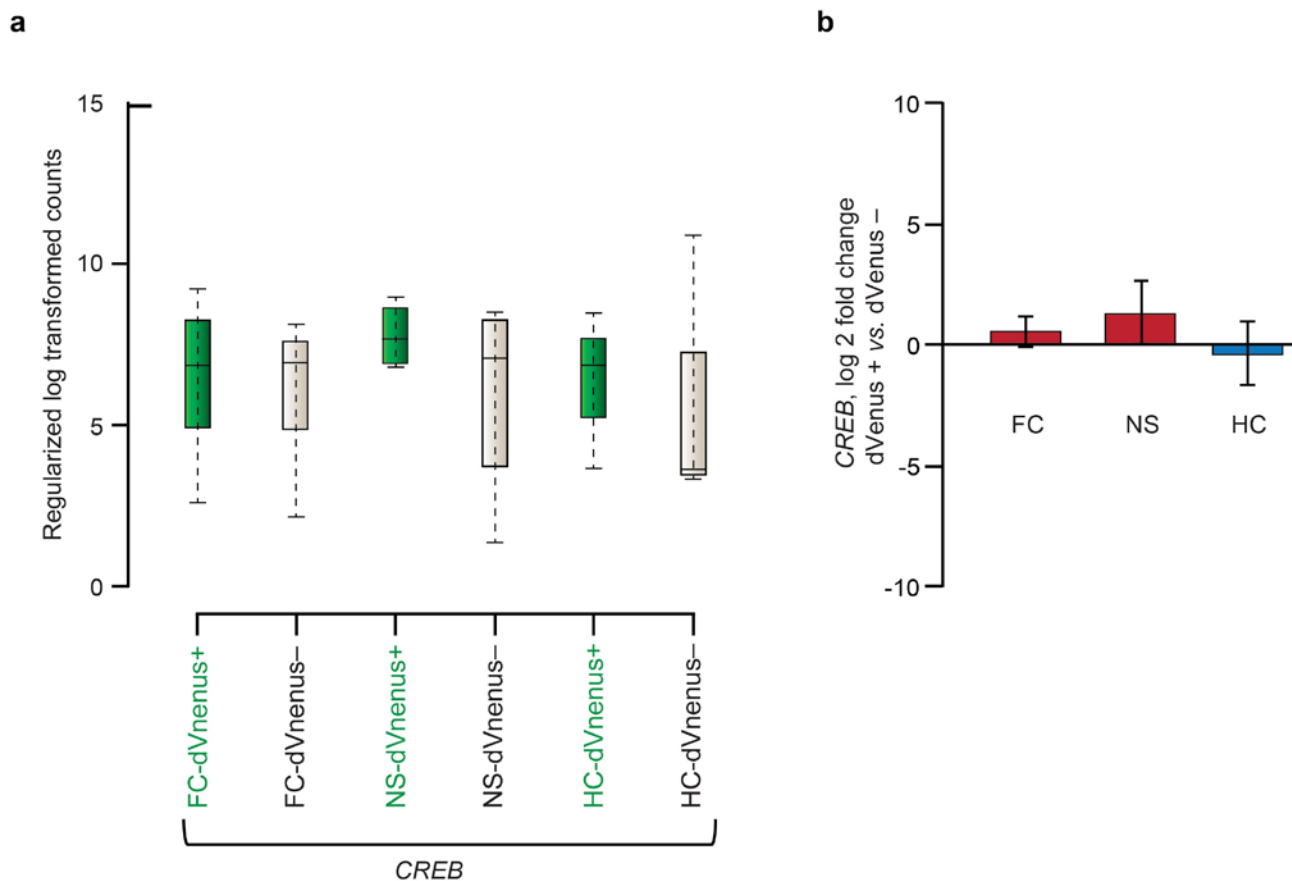 a
b
15
10
5
0
Regularized log transformed counts
FC-dVnenus+
FC-dVnenus–
NS-dVnenus+
NS-dVnenus–
HC-dVnenus+
HC-dVnenus–
CREB
10
5
0
-5
-10
CREB, log 2 fold change
dVenus + vs. dVenus –
FC
NS
HC